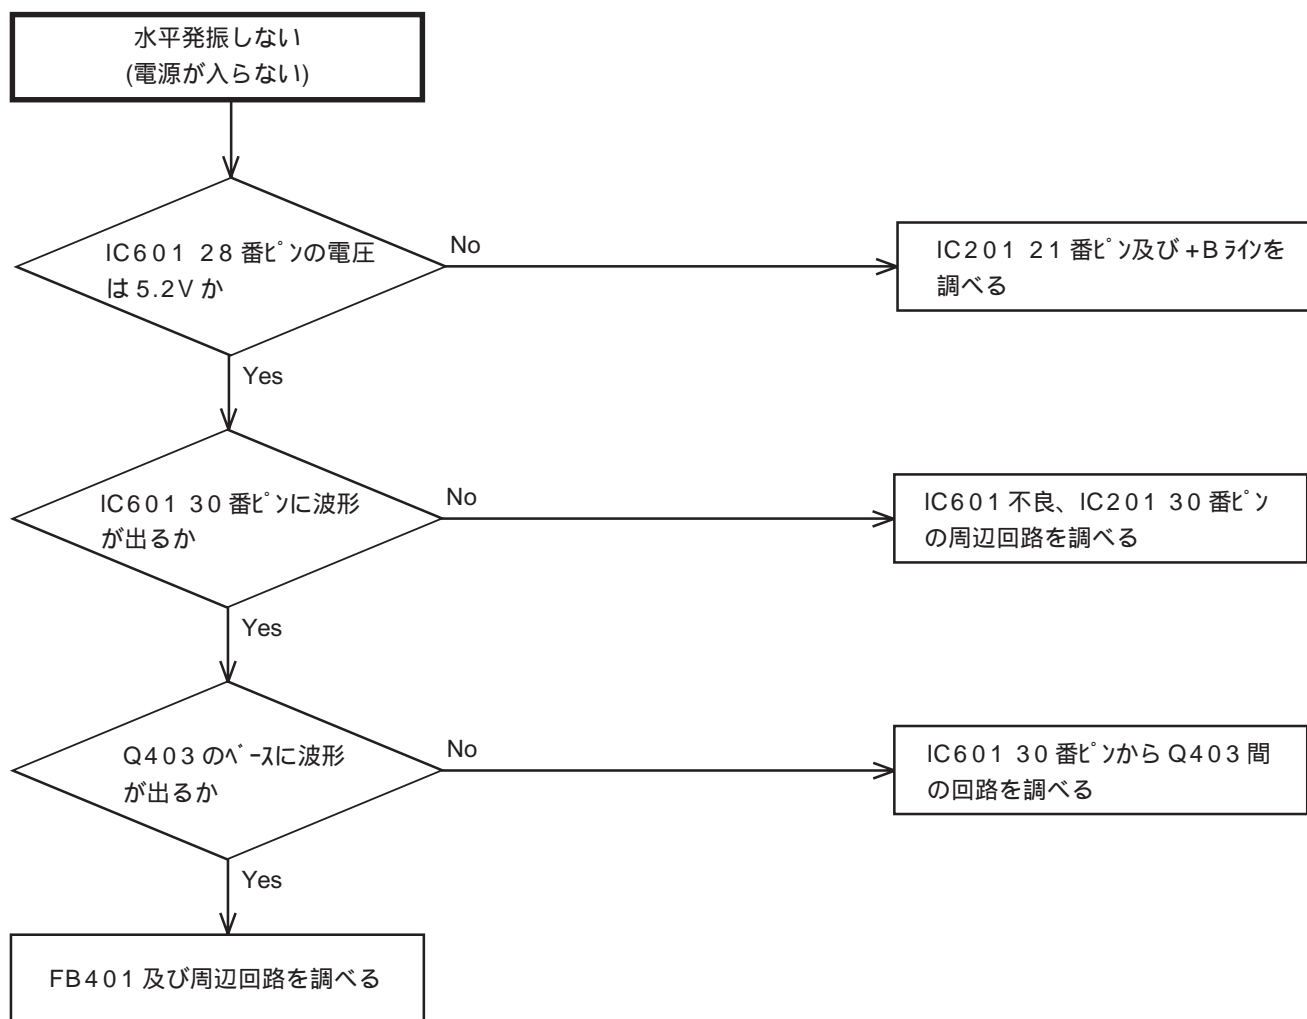 水平発振しない
(電源が入らない)
IC601 28番ﾋﾟﾝの電圧
は5.2Vか
No
IC201 21番ﾋﾟﾝ及び+Bﾗｲﾝを
調べる
Yes
IC601 30番ﾋﾟﾝに波形
が出るか
No
IC601不良、IC201 30番ﾋﾟﾝ
の周辺回路を調べる
Yes
Q403のﾍﾞｰｽに波形
が出るか
No
IC601 30番ﾋﾟﾝからQ403間
の回路を調べる
Yes
FB401及び周辺回路を調べる